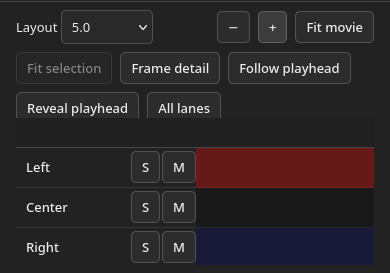 Layout 5.0 − + Fit movie
Fit selection Frame detail Follow playhead
Reveal playhead All lanes
Left S M
Center S M
Right S M